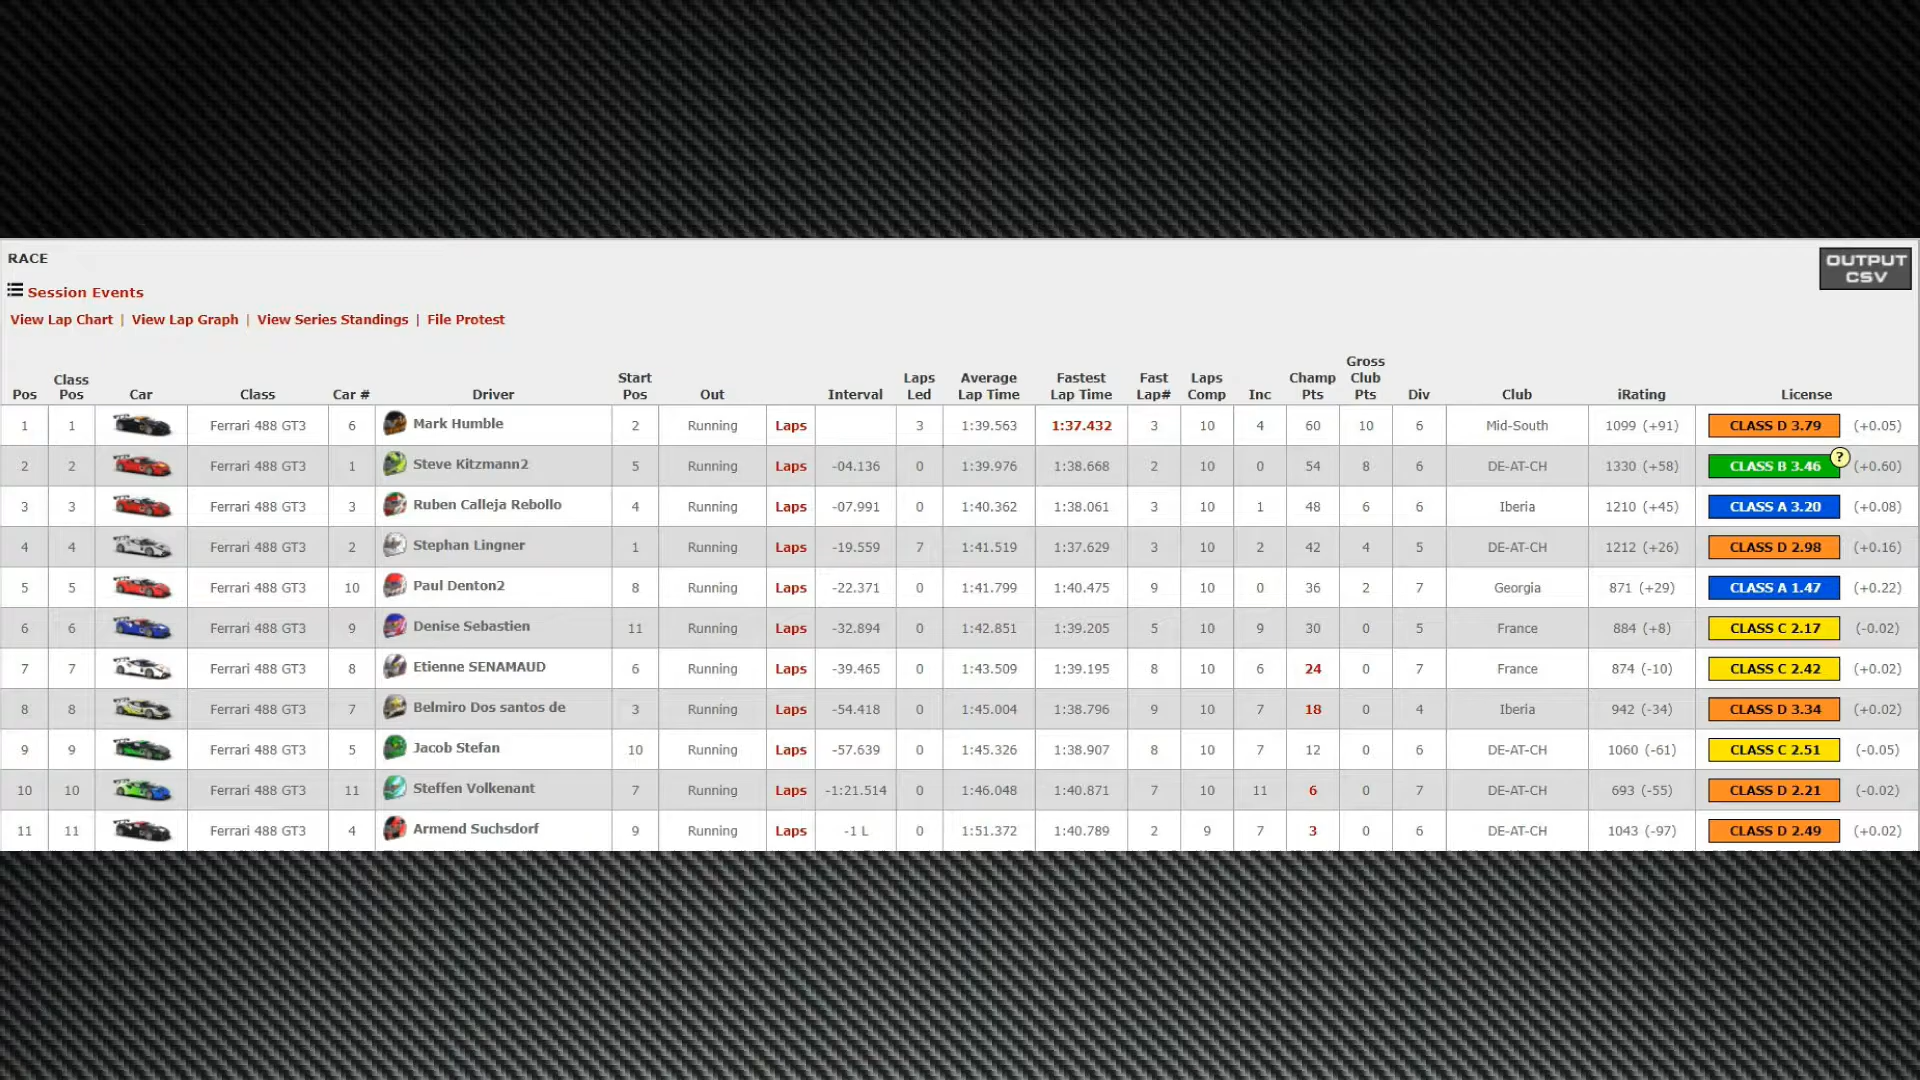 RACE
OUTPUT CSV
Session Events
View Lap Chart | View Lap Graph | View Series Standings | File Protest
Pos Class Pos Car Class Car # Driver Start Pos Out Interval Laps Led Average Lap Time Fastest Lap Time Fast Lap# Laps Comp Inc Champ Pts Gross Club Pts Div Club iRating License
1 1 Ferrari 488 GT3 6 Mark Humble 2 Running Laps 3 1:39.563 1:37.432 3 10 4 60 10 6 Mid-South 1099 (+91) CLASS D 3.79 (+0.05)
2 2 Ferrari 488 GT3 1 Steve Kitzmann2 5 Running Laps -04.136 0 1:39.976 1:38.668 2 10 0 54 8 6 DE-AT-CH 1330 (+58) CLASS B 3.46 ? (+0.60)
3 3 Ferrari 488 GT3 3 Ruben Calleja Rebollo 4 Running Laps -07.991 0 1:40.362 1:38.061 3 10 1 48 6 6 Iberia 1210 (+45) CLASS A 3.20 (+0.08)
4 4 Ferrari 488 GT3 2 Stephan Lingner 1 Running Laps -19.559 7 1:41.519 1:37.629 3 10 2 42 4 5 DE-AT-CH 1212 (+26) CLASS D 2.98 (+0.16)
5 5 Ferrari 488 GT3 10 Paul Denton2 8 Running Laps -22.371 0 1:41.799 1:40.475 9 10 0 36 2 7 Georgia 871 (+29) CLASS A 1.47 (+0.22)
6 6 Ferrari 488 GT3 9 Denise Sebastien 11 Running Laps -32.894 0 1:42.851 1:39.205 5 10 9 30 0 5 France 884 (+8) CLASS C 2.17 (-0.02)
7 7 Ferrari 488 GT3 8 Etienne SENAMAUD 6 Running Laps -39.465 0 1:43.509 1:39.195 8 10 6 24 0 7 France 874 (-10) CLASS C 2.42 (+0.02)
8 8 Ferrari 488 GT3 7 Belmiro Dos santos de 3 Running Laps -54.418 0 1:45.004 1:38.796 9 10 7 18 0 4 Iberia 942 (-34) CLASS D 3.34 (+0.02)
9 9 Ferrari 488 GT3 5 Jacob Stefan 10 Running Laps -57.639 0 1:45.326 1:38.907 8 10 7 12 0 6 DE-AT-CH 1060 (-61) CLASS C 2.51 (-0.05)
10 10 Ferrari 488 GT3 11 Steffen Volkenant 7 Running Laps -1:21.514 0 1:46.048 1:40.871 7 10 11 6 0 7 DE-AT-CH 693 (-55) CLASS D 2.21 (-0.02)
11 11 Ferrari 488 GT3 4 Armend Suchsdorf 9 Running Laps -1 L 0 1:51.372 1:40.789 2 9 7 3 0 6 DE-AT-CH 1043 (-97) CLASS D 2.49 (+0.02)